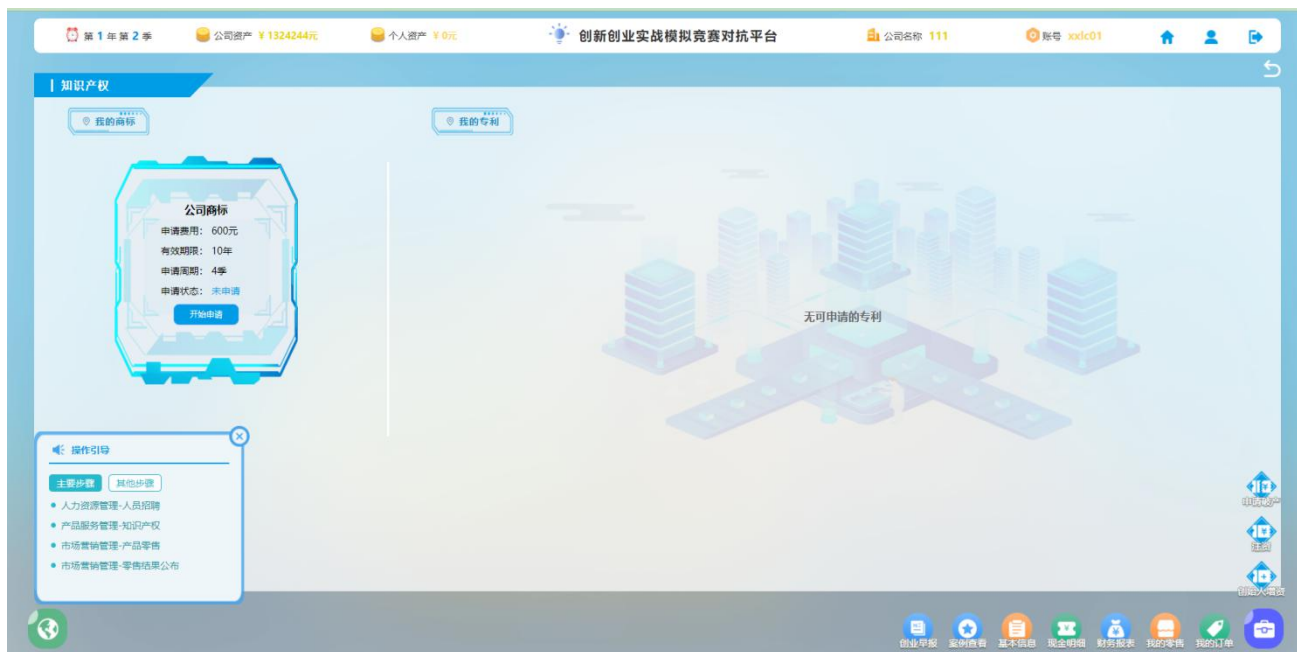 第 1 年 第 2 季 公司资产 ¥ 1324244元 个人资产 ¥ 0元 创新创业实战模拟竞赛对抗平台 公司名称 111 账号 xxlc01
知识产权
我的商标 我的专利
公司商标
申请费用： 600元
有效期限： 10年
申请周期： 4季
申请状态： 未申请
开始申请
无可申请的专利
操作引导
主要步骤 其他步骤
人力资源管理-人员招聘
产品服务管理-知识产权
市场营销管理-产品零售
市场营销管理-零售结果公布
申请破产
注资
创始人增资
创业早报 案例查看 基本信息 现金明细 财务报表 我的零售 我的订单